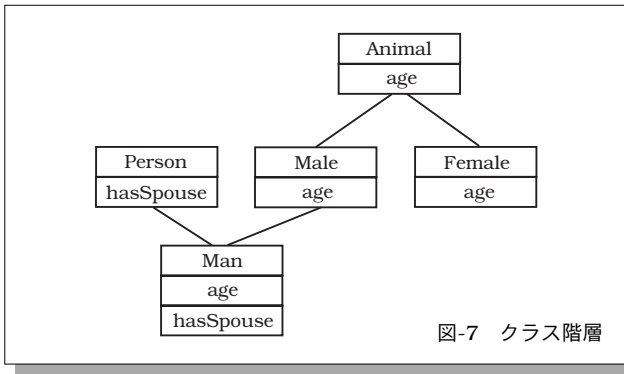 Animal
age
Person
Male
Female
hasSpouse
age
age
Man
age
hasSpouse
図-7 クラス階層